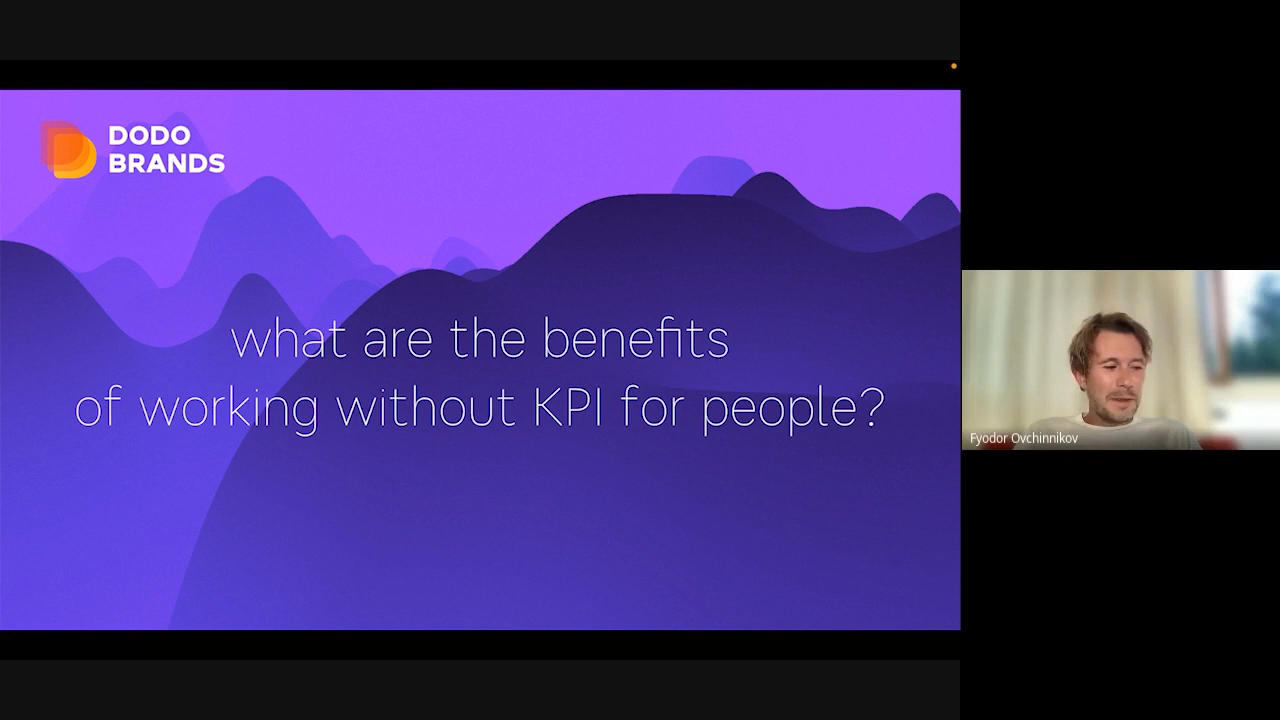 DODO
BRANDS
what are the benefits
of working without KPI for people?
Fyodor Ovchinnikov